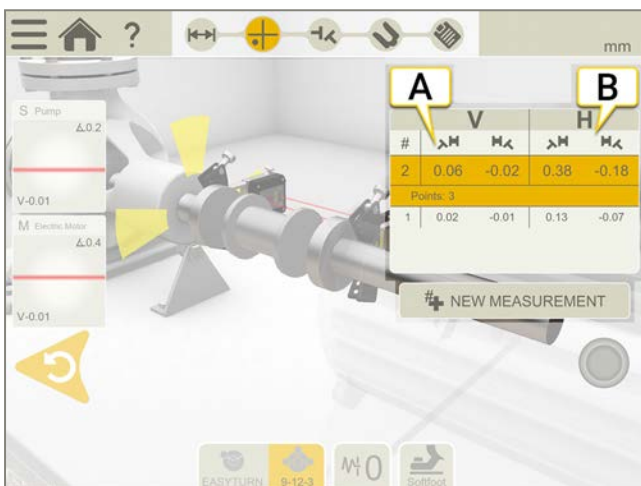 ?
mm
S Pump
∡0.2
V-0.01
M Electric Motor
∡0.4
V-0.01
A
B
V H
#
2 0.06 -0.02 0.38 -0.18
Points: 3
1 0.02 -0.01 0.13 -0.07
# NEW MEASUREMENT
EASYTURN 9-12-3 0 Softfoot